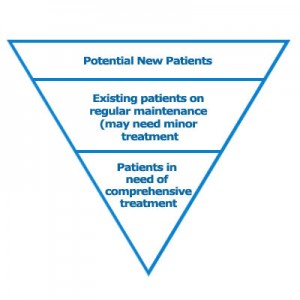 Potential New Patients
Existing patients on
regular maintenance
(may need minor
treatment
Patients in
need of
comprehensive
treatment